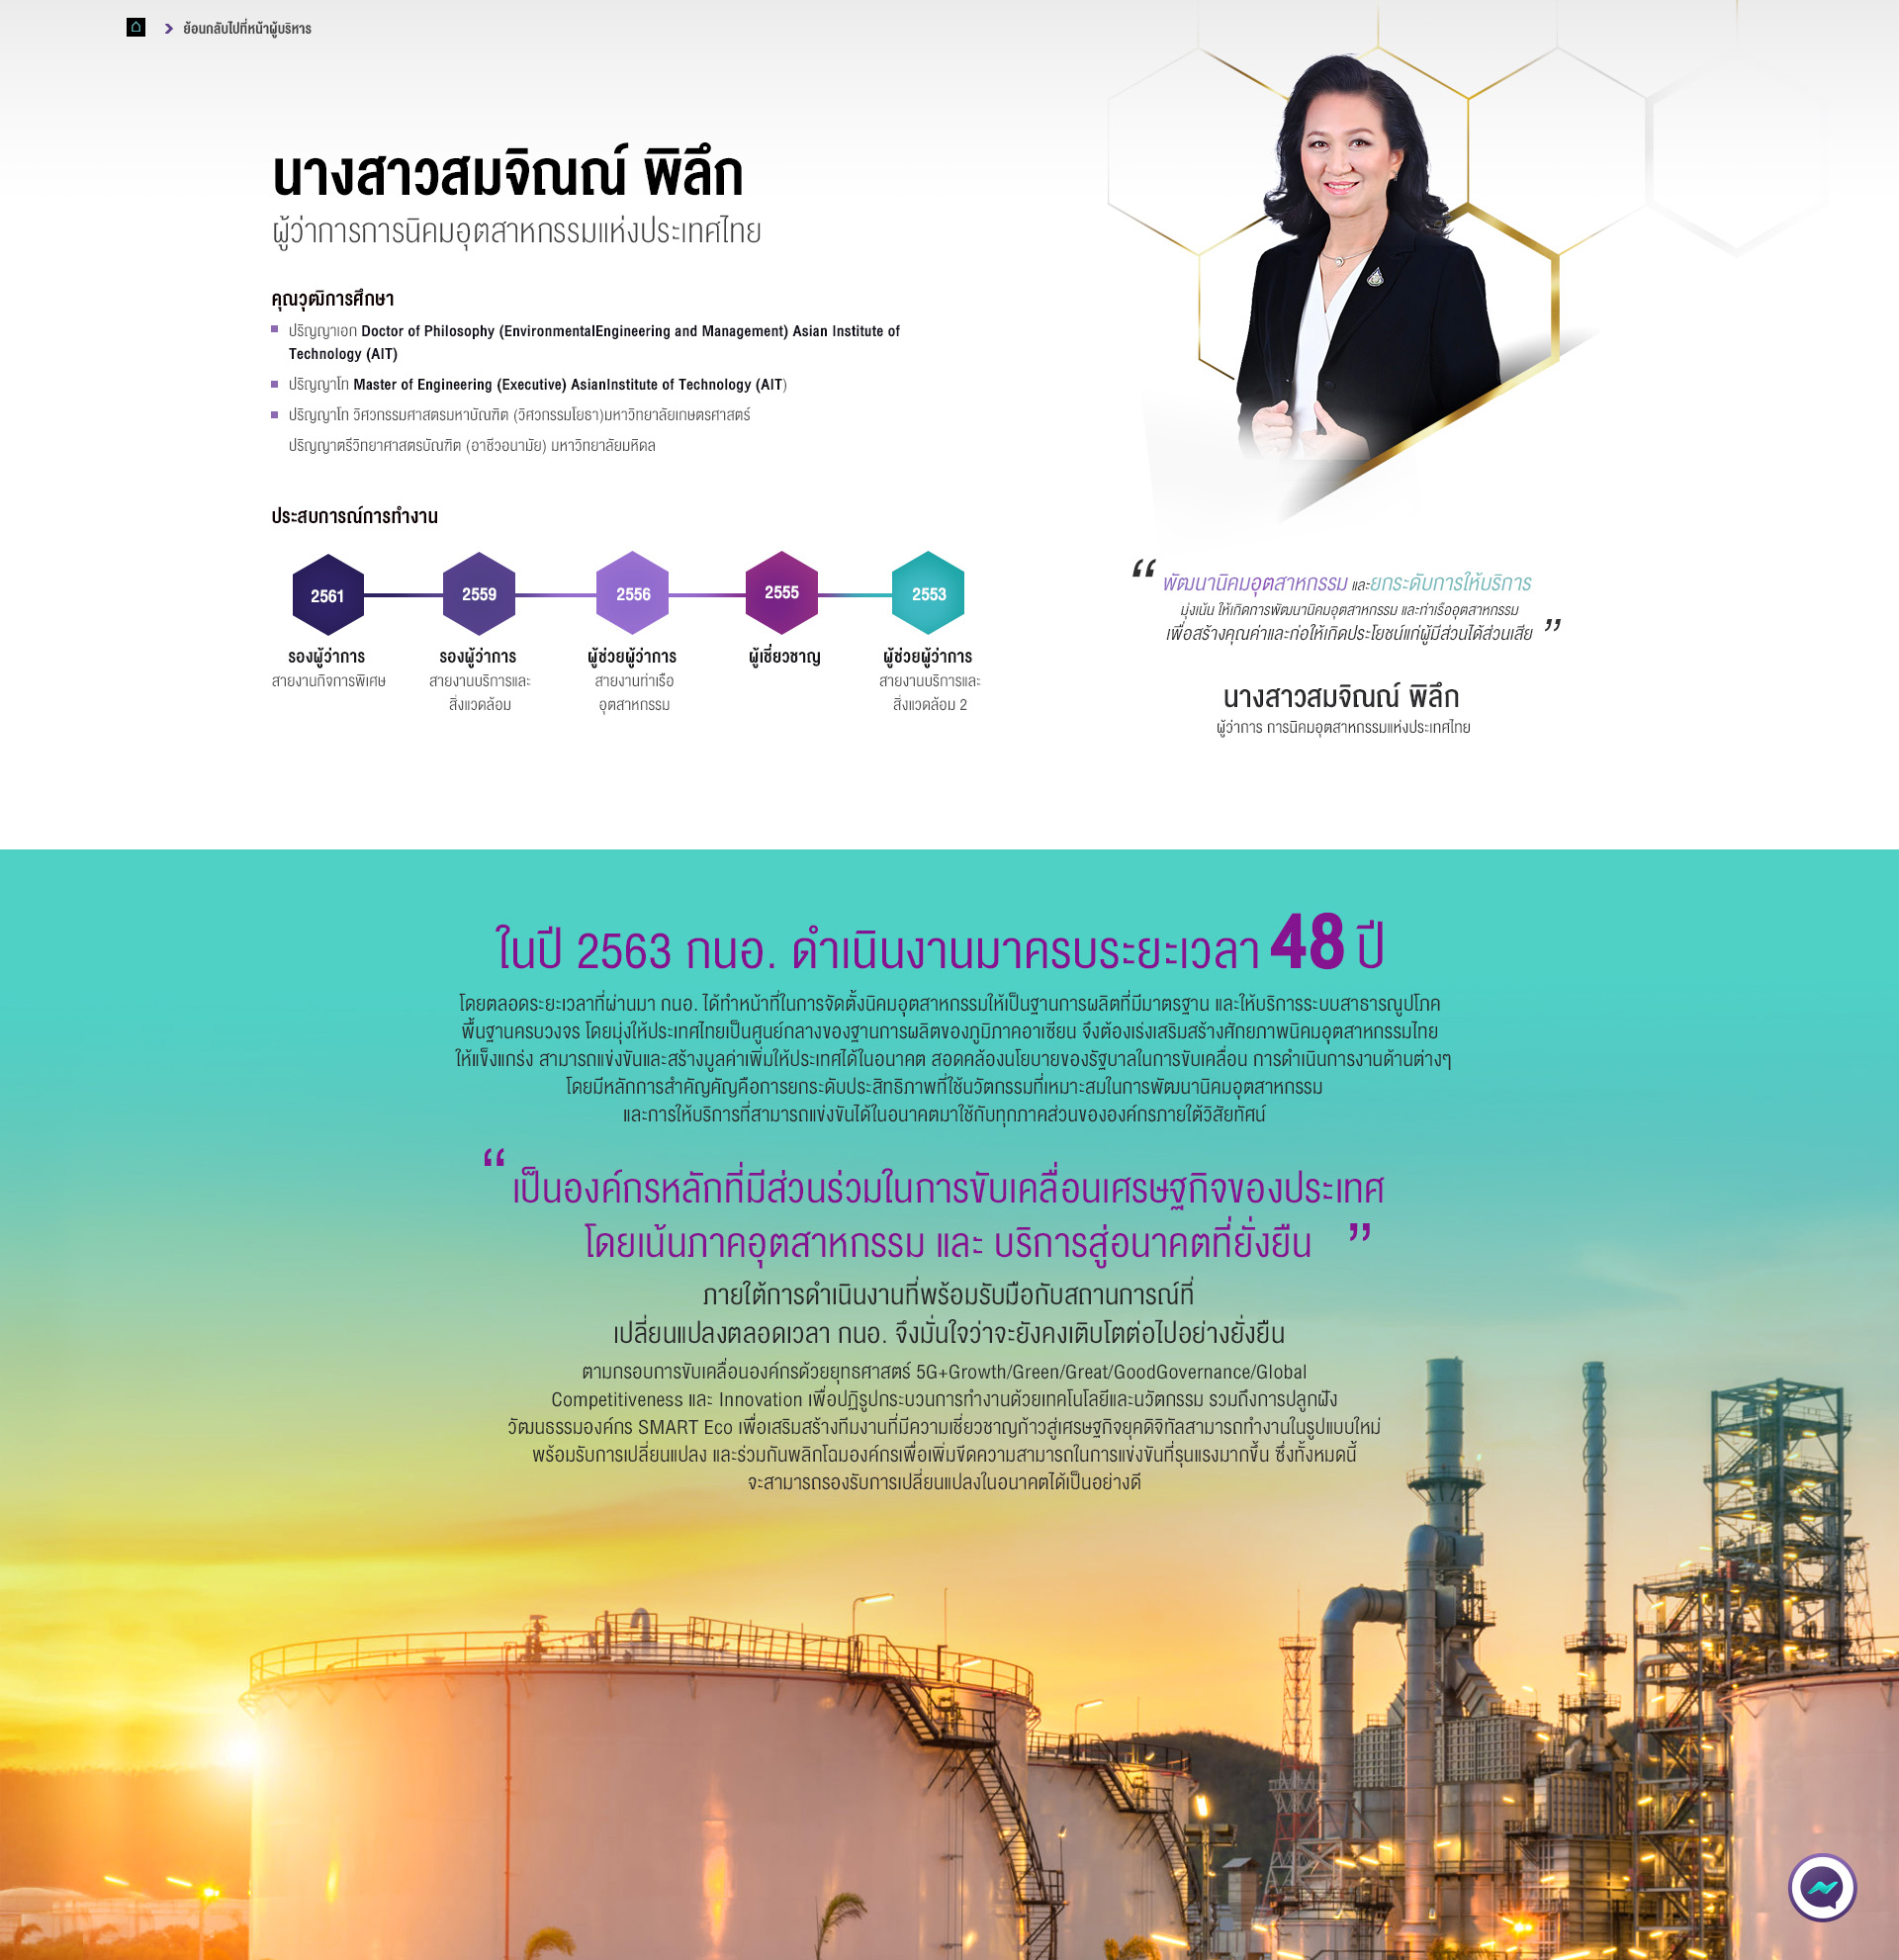 ย้อนกลับไปที่หน้าผู้บริหาร
นางสาวสมจิณณ์ พิลึก
ผู้ว่าการการนิคมอุตสาหกรรมแห่งประเทศไทย
คุณวุฒิการศึกษา
ปริญญาเอก Doctor of Philosophy (EnvironmentalEngineering and Management) Asian Institute of
Technology (AIT)
ปริญญาโท Master of Engineering (Executive) AsianInstitute of Technology (AIT)
ปริญญาโท วิศวกรรมศาสตรมหาบัณฑิต (วิศวกรรมโยธา)มหาวิทยาลัยเกษตรศาสตร์
ปริญญาตรีวิทยาศาสตรบัณฑิต (อาชีวอนามัย) มหาวิทยาลัยมหิดล
ประสบการณ์การทำงาน
2561
รองผู้ว่าการ
สายงานกิจการพิเศษ
2559
รองผู้ว่าการ
สายงานบริการและ
สิ่งแวดล้อม
2556
ผู้ช่วยผู้ว่าการ
สายงานท่าเรือ
อุตสาหกรรม
2555
ผู้เชี่ยวชาญ
2553
ผู้ช่วยผู้ว่าการ
สายงานบริการและ
สิ่งแวดล้อม 2
“ พัฒนานิคมอุตสาหกรรม และยกระดับการให้บริการ
มุ่งเน้น ให้เกิดการพัฒนานิคมอุตสาหกรรม และท่าเรืออุตสาหกรรม
เพื่อสร้างคุณค่าและก่อให้เกิดประโยชน์แก่ผู้มีส่วนได้ส่วนเสีย ”
นางสาวสมจิณณ์ พิลึก
ผู้ว่าการ การนิคมอุตสาหกรรมแห่งประเทศไทย
ในปี 2563 กนอ. ดำเนินงานมาครบระยะเวลา 48 ปี
โดยตลอดระยะเวลาที่ผ่านมา กนอ. ได้ทำหน้าที่ในการจัดตั้งนิคมอุตสาหกรรมให้เป็นฐานการผลิตที่มีมาตรฐาน และให้บริการระบบสาธารณูปโภค
พื้นฐานครบวงจร โดยมุ่งให้ประเทศไทยเป็นศูนย์กลางของฐานการผลิตของภูมิภาคอาเซียน จึงต้องเร่งเสริมสร้างศักยภาพนิคมอุตสาหกรรมไทย
ให้แข็งแกร่ง สามารถแข่งขันและสร้างมูลค่าเพิ่มให้ประเทศได้ในอนาคต สอดคล้องนโยบายของรัฐบาลในการขับเคลื่อน การดำเนินการงานด้านต่างๆ
โดยมีหลักการสำคัญคัญคือการยกระดับประสิทธิภาพที่ใช้นวัตกรรมที่เหมาะสมในการพัฒนานิคมอุตสาหกรรม
และการให้บริการที่สามารถแข่งขันได้ในอนาคตมาใช้กับทุกภาคส่วนขององค์กรภายใต้วิสัยทัศน์
“ เป็นองค์กรหลักที่มีส่วนร่วมในการขับเคลื่อนเศรษฐกิจของประเทศ
โดยเน้นภาคอุตสาหกรรม และ บริการสู่อนาคตที่ยั่งยืน ”
ภายใต้การดำเนินงานที่พร้อมรับมือกับสถานการณ์ที่
เปลี่ยนแปลงตลอดเวลา กนอ. จึงมั่นใจว่าจะยังคงเติบโตต่อไปอย่างยั่งยืน
ตามกรอบการขับเคลื่อนองค์กรด้วยยุทธศาสตร์ 5G+Growth/Green/Great/GoodGovernance/Global
Competitiveness และ Innovation เพื่อปฏิรูปกระบวนการทำงานด้วยเทคโนโลยีและนวัตกรรม รวมถึงการปลูกฝัง
วัฒนธรรมองค์กร SMART Eco เพื่อเสริมสร้างทีมงานที่มีความเชี่ยวชาญก้าวสู่เศรษฐกิจยุคดิจิทัลสามารถทำงานในรูปแบบใหม่
พร้อมรับการเปลี่ยนแปลง และร่วมกันพลิกโฉมองค์กรเพื่อเพิ่มขีดความสามารถในการแข่งขันที่รุนแรงมากขึ้น ซึ่งทั้งหมดนี้
จะสามารถรองรับการเปลี่ยนแปลงในอนาคตได้เป็นอย่างดี